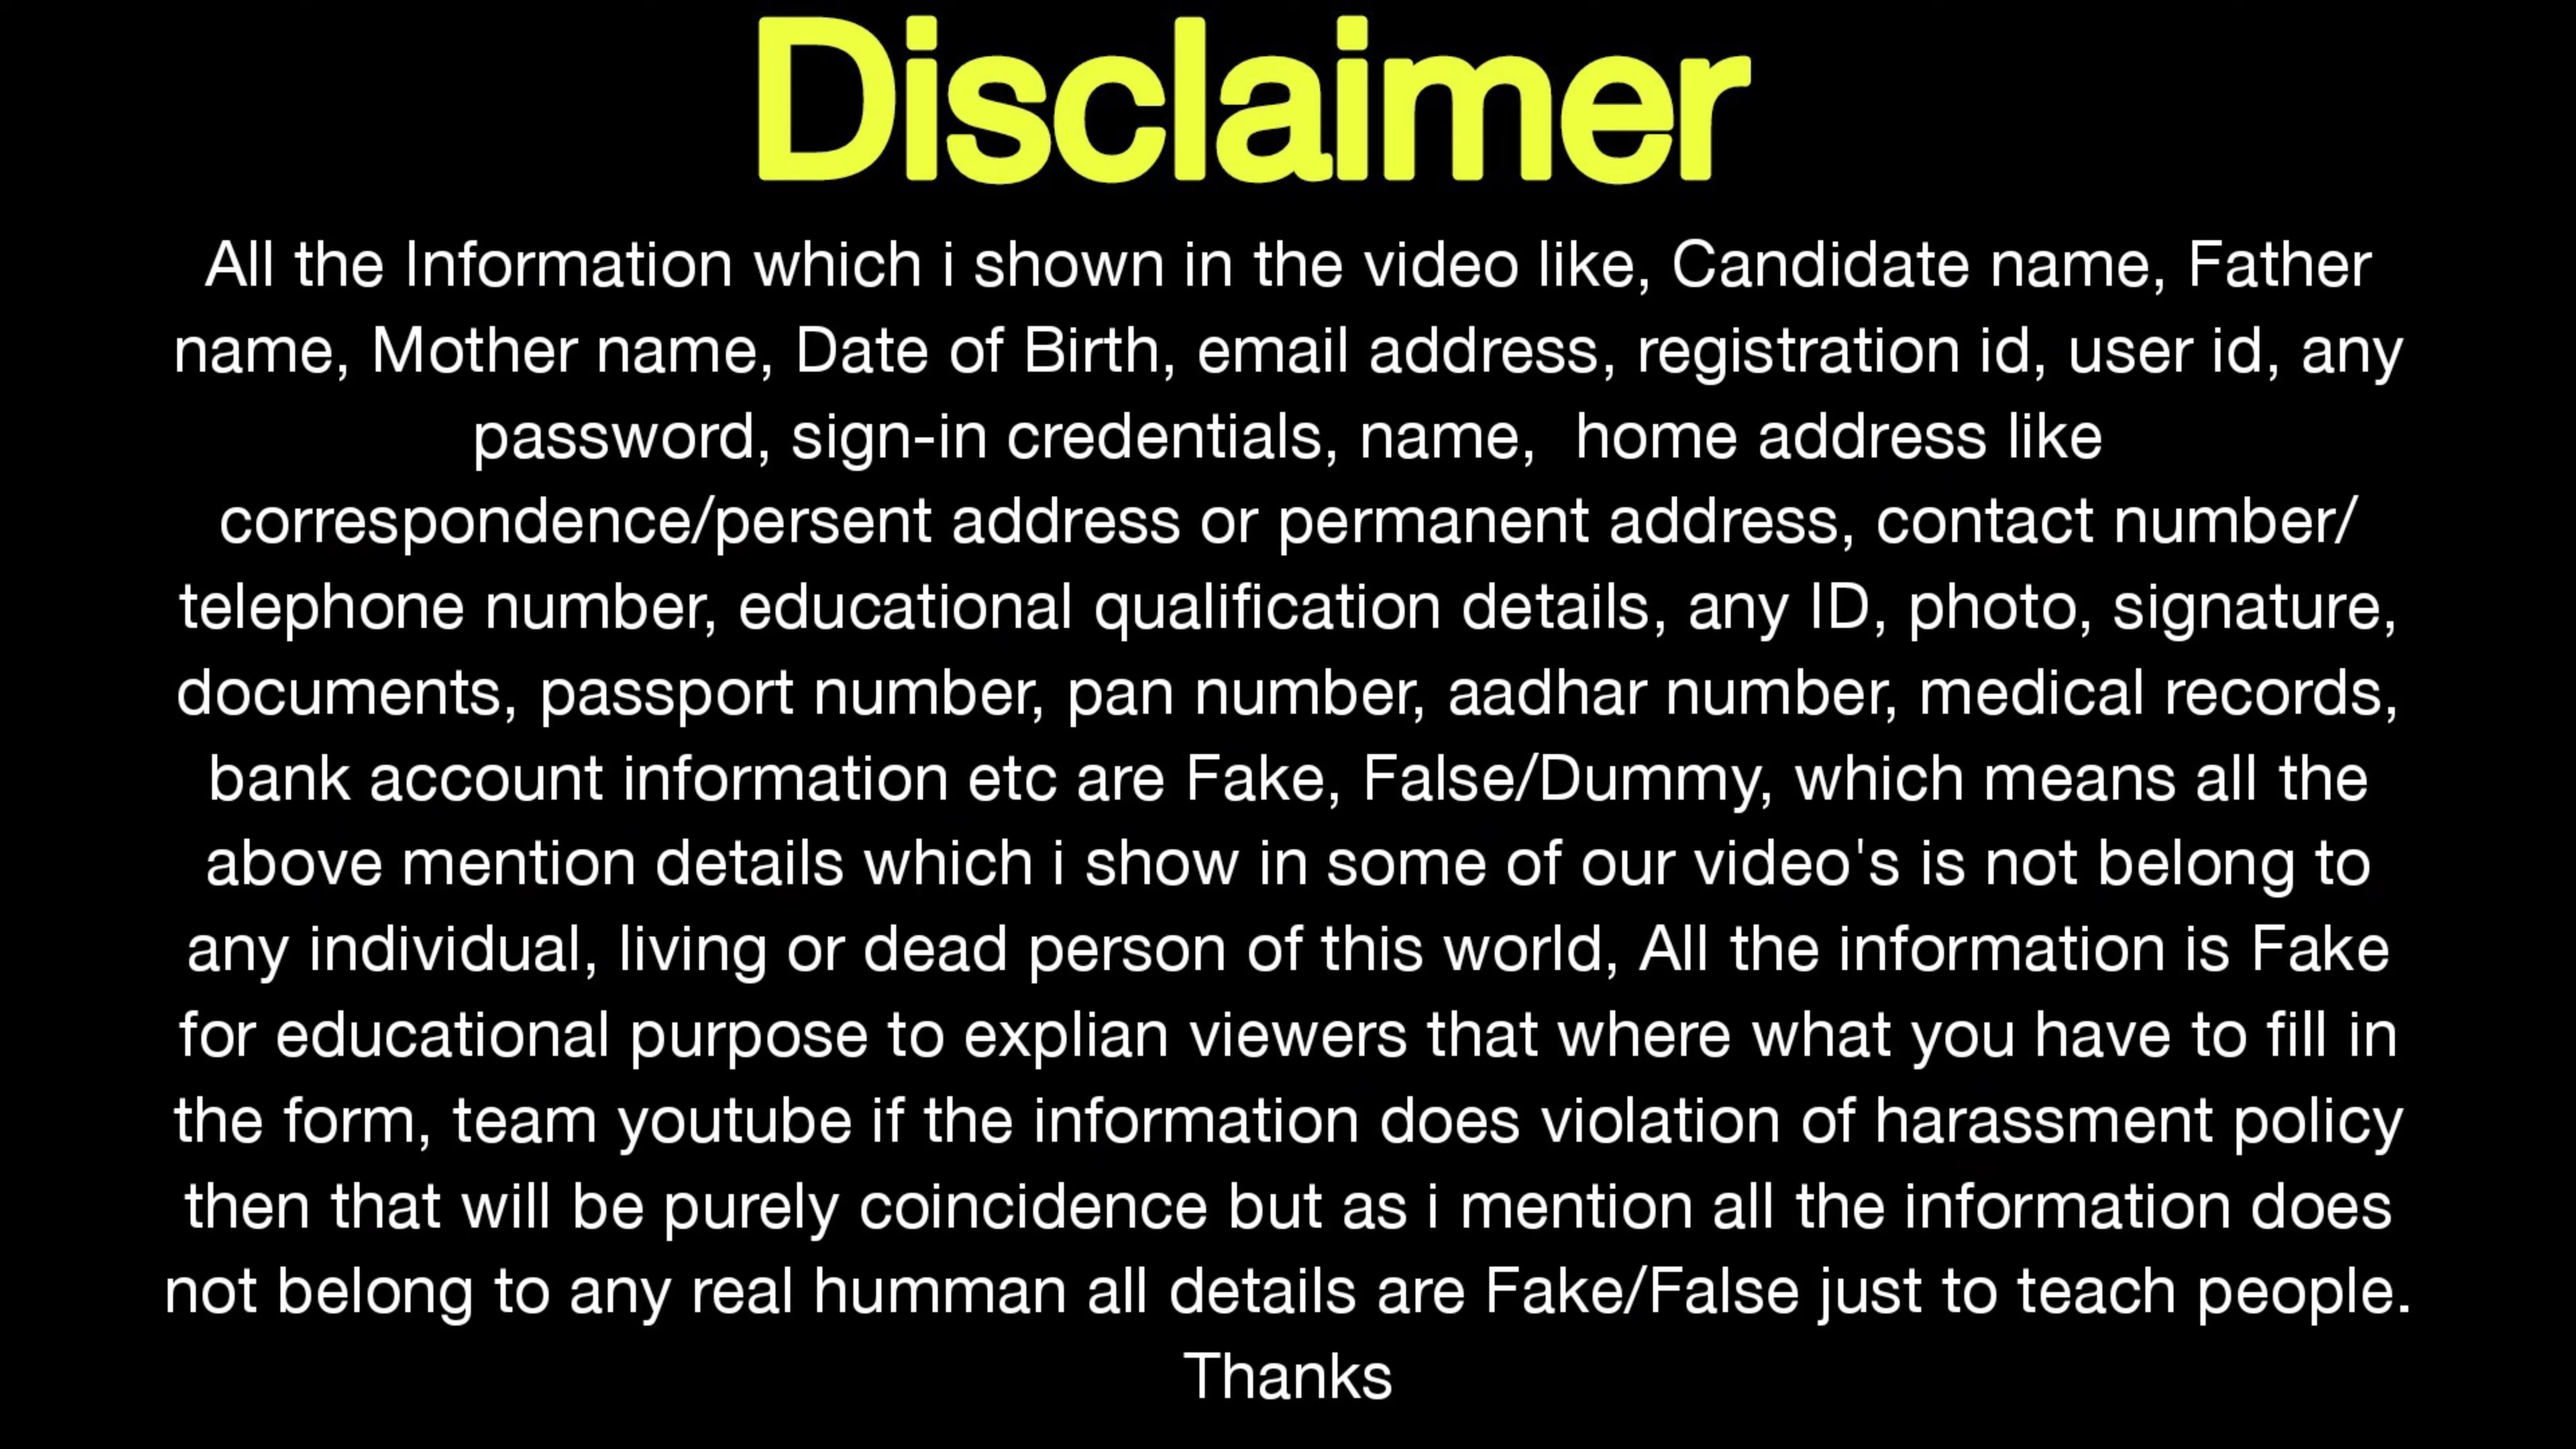 Disclaimer
All the Information which i shown in the video like, Candidate name, Father
name, Mother name, Date of Birth, email address, registration id, user id, any
password, sign-in credentials, name,  home address like
correspondence/persent address or permanent address, contact number/
telephone number, educational qualification details, any ID, photo, signature,
documents, passport number, pan number, aadhar number, medical records,
bank account information etc are Fake, False/Dummy, which means all the
above mention details which i show in some of our video's is not belong to
any individual, living or dead person of this world, All the information is Fake
for educational purpose to explian viewers that where what you have to fill in
the form, team youtube if the information does violation of harassment policy
then that will be purely coincidence but as i mention all the information does
not belong to any real humman all details are Fake/False just to teach people.
Thanks